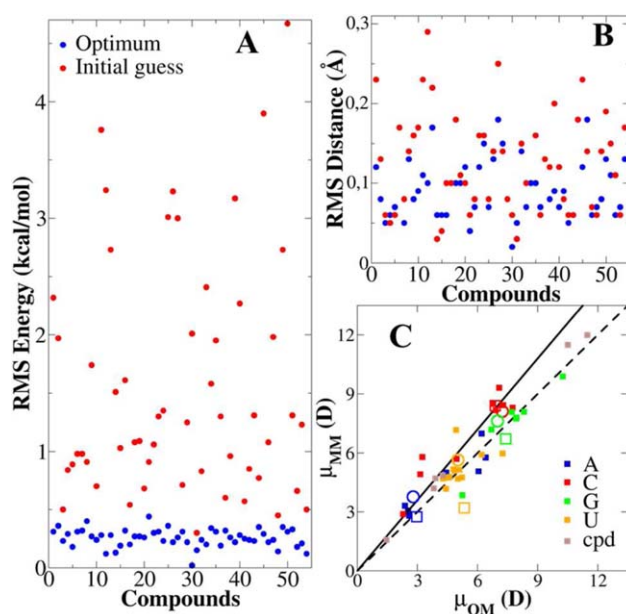 A
Optimum
Initial guess
RMS Energy (kcal/mol)
4
3
2
1
0
0 10 20 30 40 50
Compounds
B
RMS Distance (Å)
0,3
0,2
0,1
0
0 10 20 30 40 50
Compounds
C
μMM (D)
12
9
6
3
0
3 6 9 12
μQM (D)
A
C
G
U
cpd